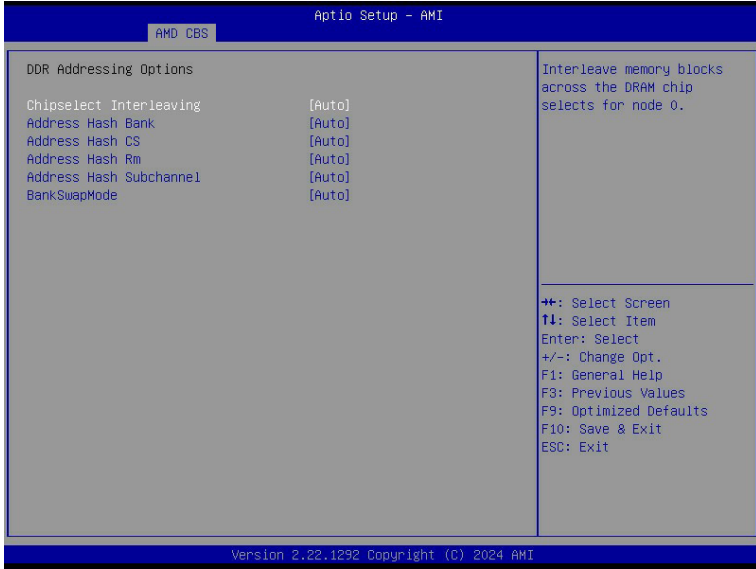 Aptio Setup – AMI
AMD CBS
DDR Addressing Options
Chipselect Interleaving [Auto]
Address Hash Bank [Auto]
Address Hash CS [Auto]
Address Hash Rm [Auto]
Address Hash Subchannel [Auto]
BankSwapMode [Auto]
Interleave memory blocks
across the DRAM chip
selects for node 0.
→←: Select Screen
↑↓: Select Item
Enter: Select
+/-: Change Opt.
F1: General Help
F3: Previous Values
F9: Optimized Defaults
F10: Save & Exit
ESC: Exit
Version 2.22.1292 Copyright (C) 2024 AMI